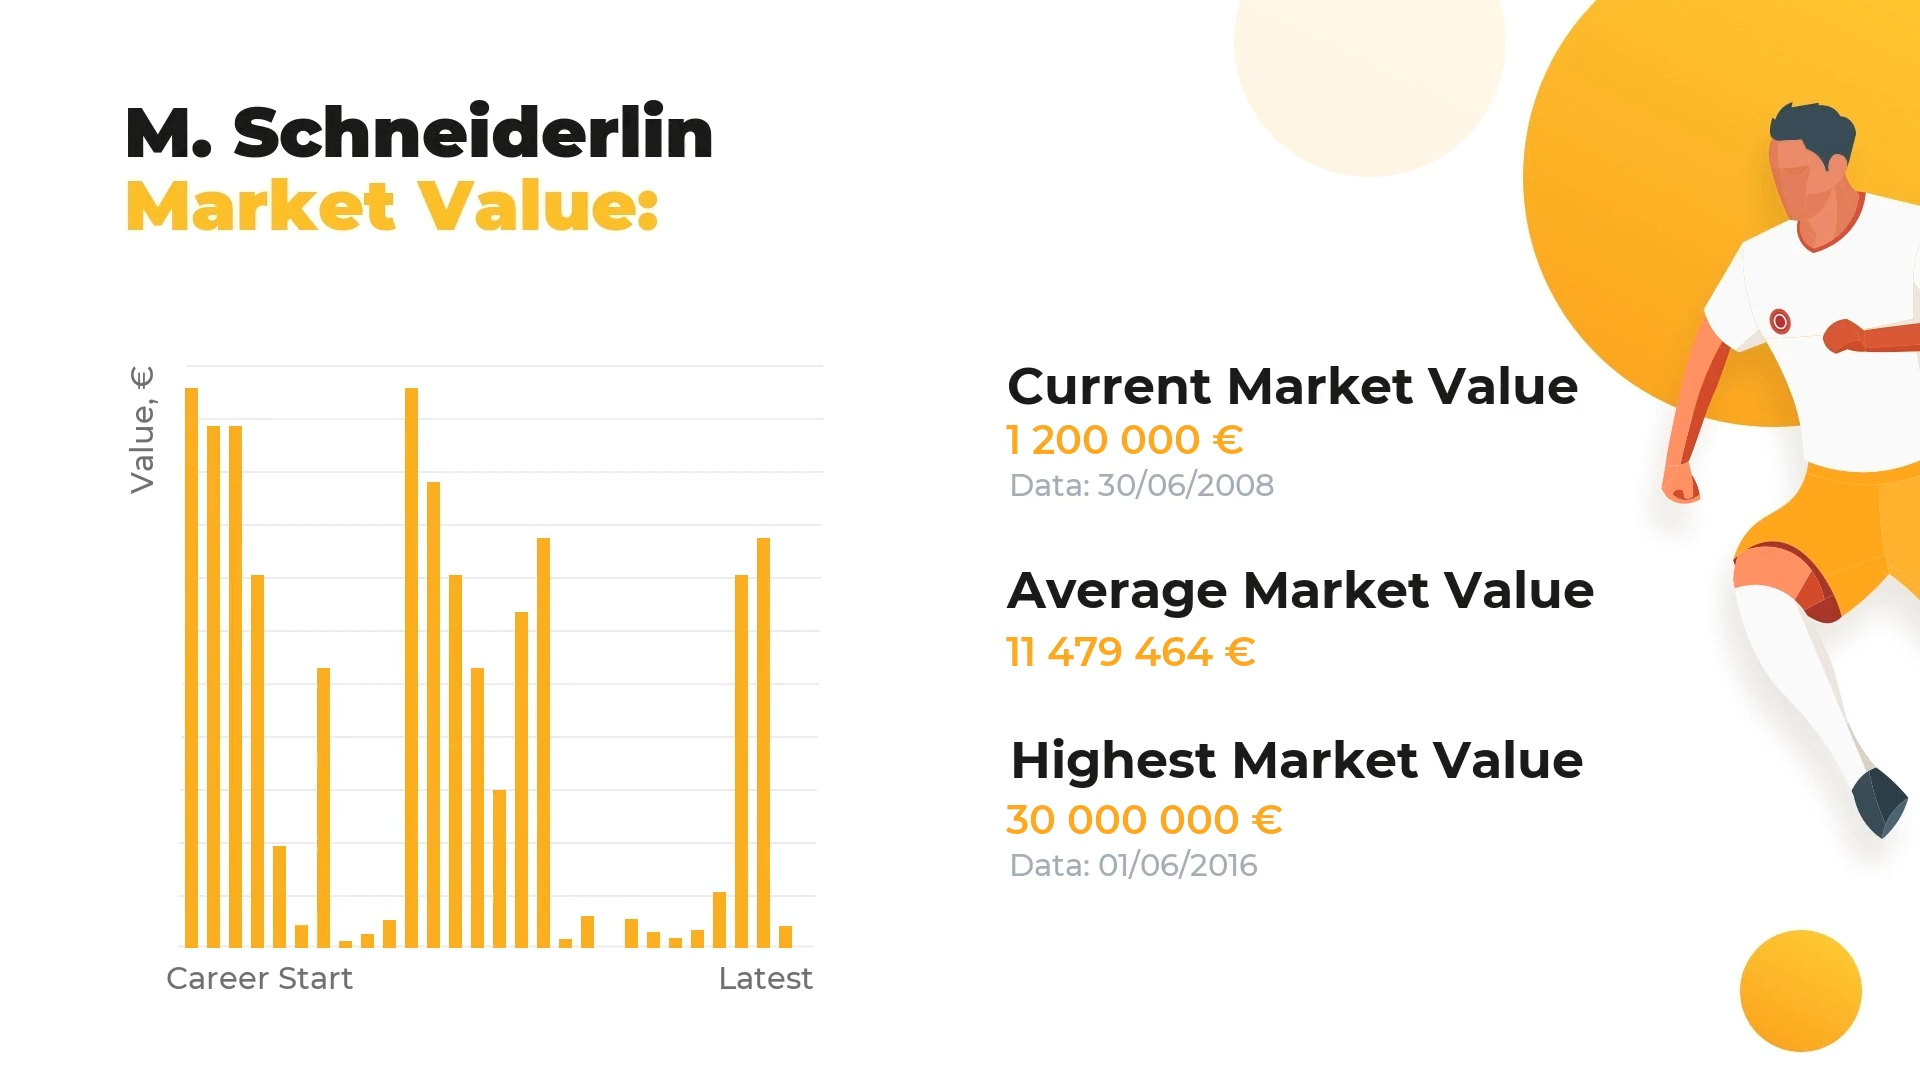 M. Schneiderlin
Market Value:
Value, €
Career Start
Latest
Current Market Value
1 200 000 €
Data: 30/06/2008
Average Market Value
11 479 464 €
Highest Market Value
30 000 000 €
Data: 01/06/2016